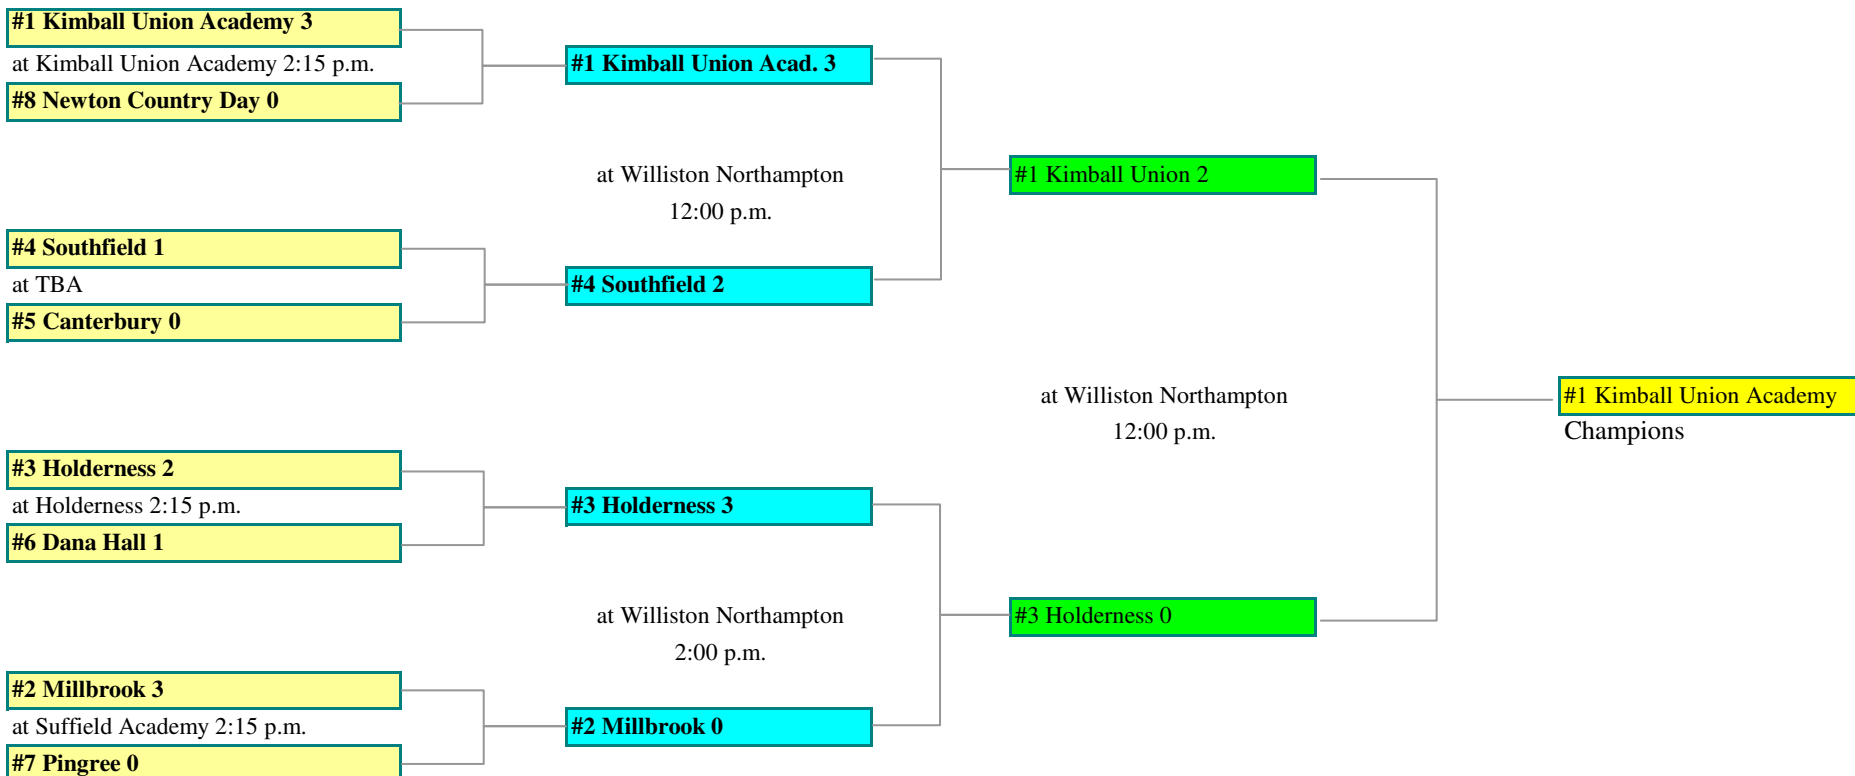 #1 Kimball Union Academy 3
at Kimball Union Academy 2:15 p.m.
#8 Newton Country Day 0
#4 Southfield 1
at TBA
#5 Canterbury 0
#3 Holderness 2
at Holderness 2:15 p.m.
#6 Dana Hall 1
#2 Millbrook 3
at Suffield Academy 2:15 p.m.
#7 Pingree 0
#1 Kimball Union Acad. 3
at Williston Northampton
12:00 p.m.
#4 Southfield 2
#3 Holderness 3
at Williston Northampton
2:00 p.m.
#2 Millbrook 0
#1 Kimball Union 2
at Williston Northampton
12:00 p.m.
#3 Holderness 0
#1 Kimball Union Academy
Champions